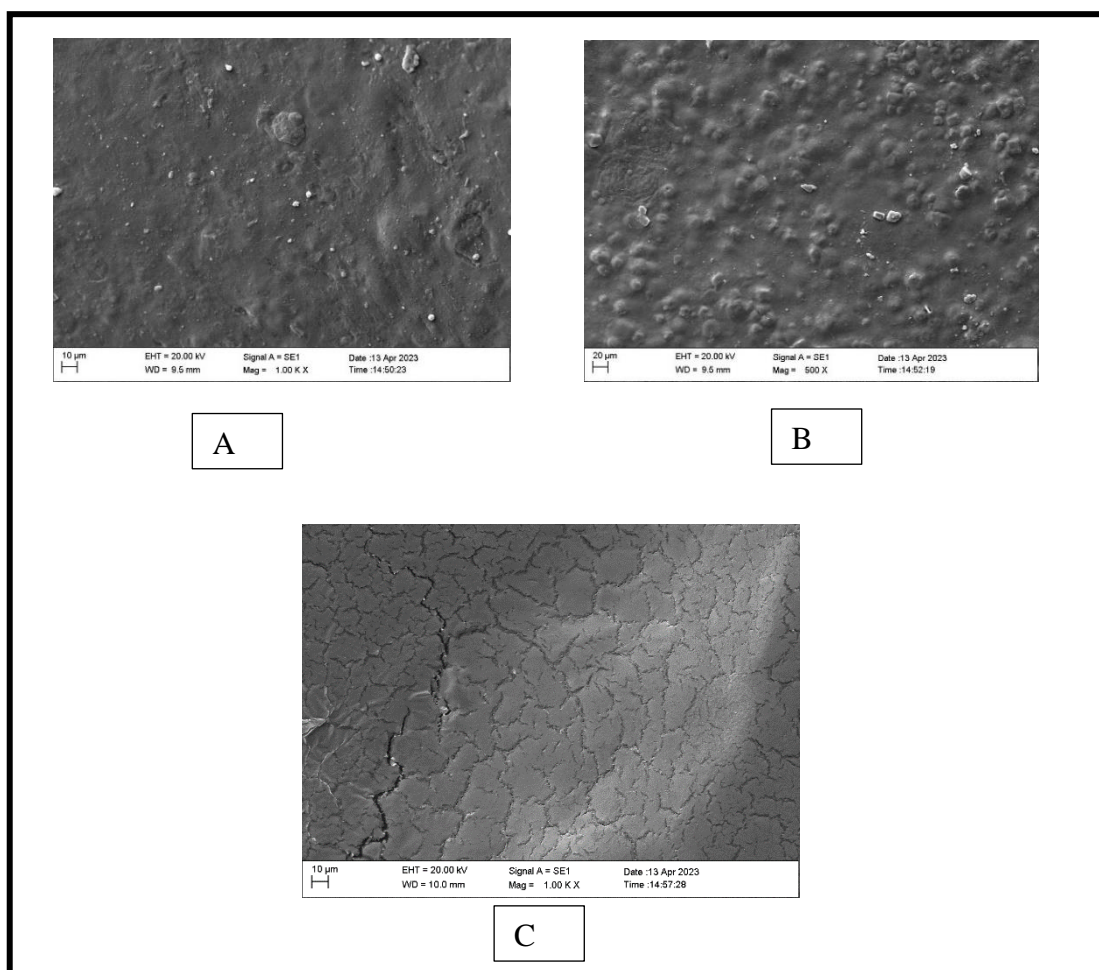 10 µm EHT = 20.00 kV Signal A = SE1 Date :13 Apr 2023
WD = 9.5 mm Mag = 1.00 K X Time :14:50:23
20 µm EHT = 20.00 kV Signal A = SE1 Date :13 Apr 2023
WD = 9.5 mm Mag = 500 X Time :14:52:19
A
B
10 µm EHT = 20.00 kV Signal A = SE1 Date :13 Apr 2023
WD = 10.0 mm Mag = 1.00 K X Time :14:57:28
C